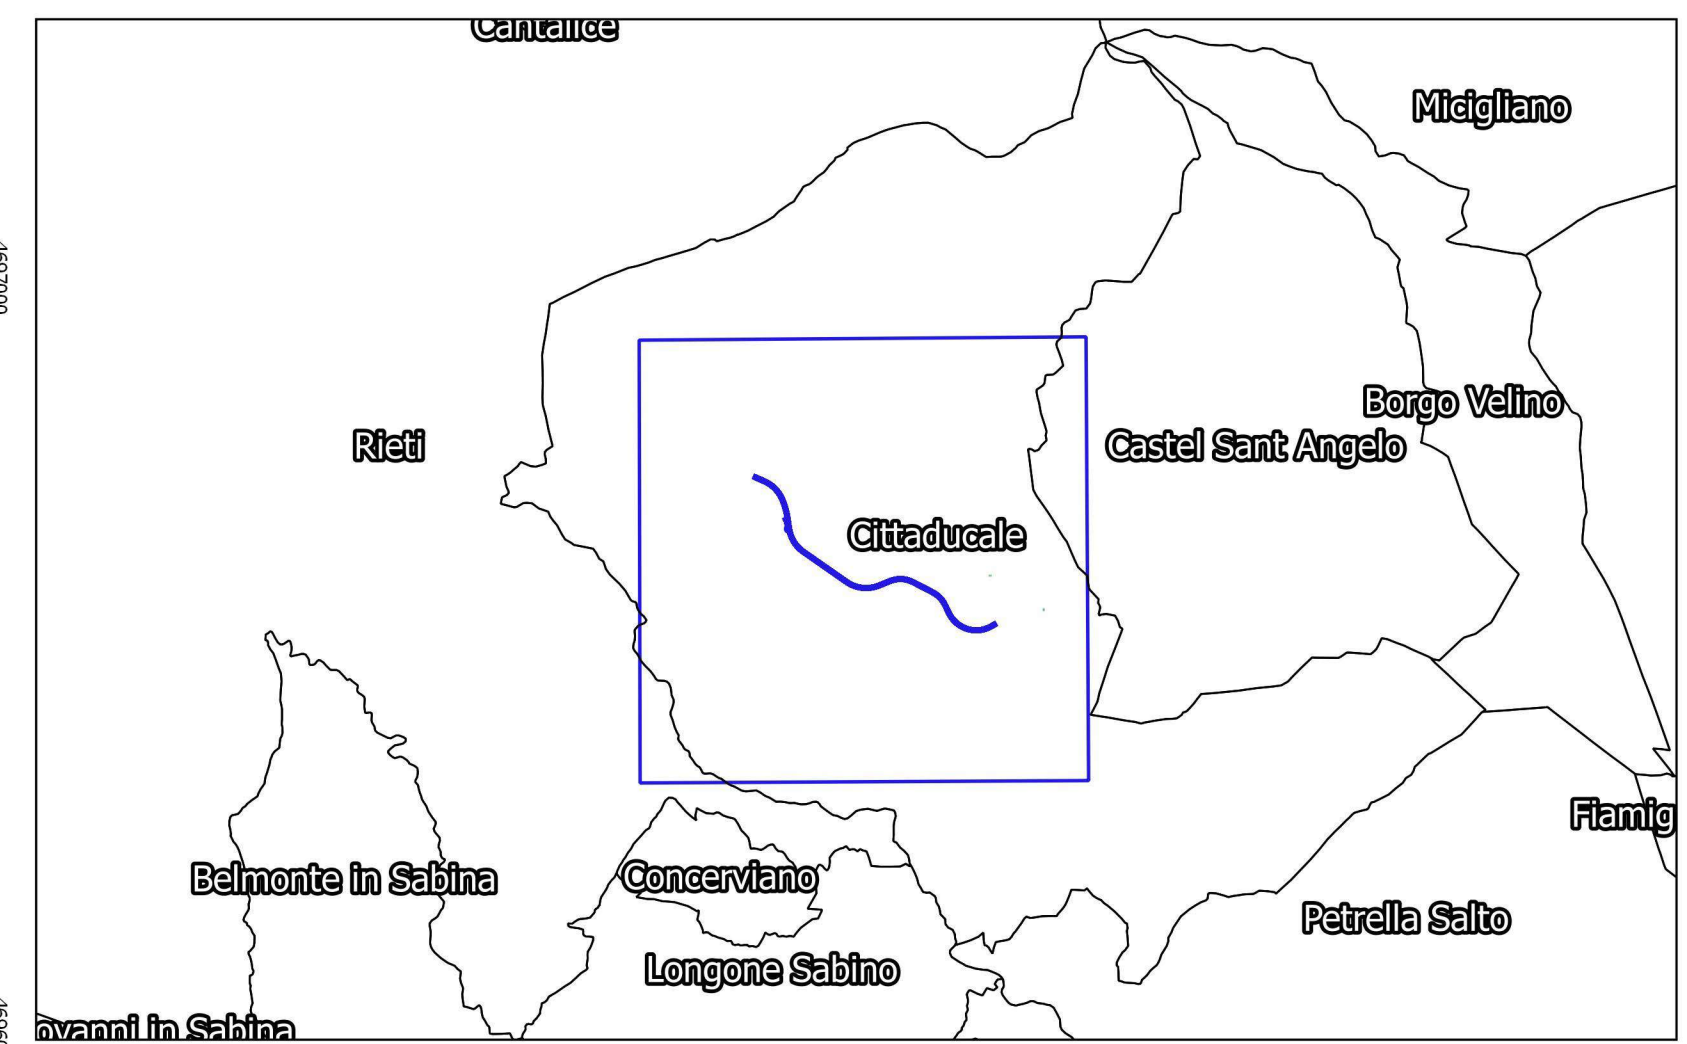 Cantalice
Micigliano
4697000
Borgo Velino
Rieti
Castel Sant Angelo
Cittaducale
Fiamig
Belmonte in Sabina
Concerviano
Petrella Salto
Longone Sabino
ovanni in Sabina